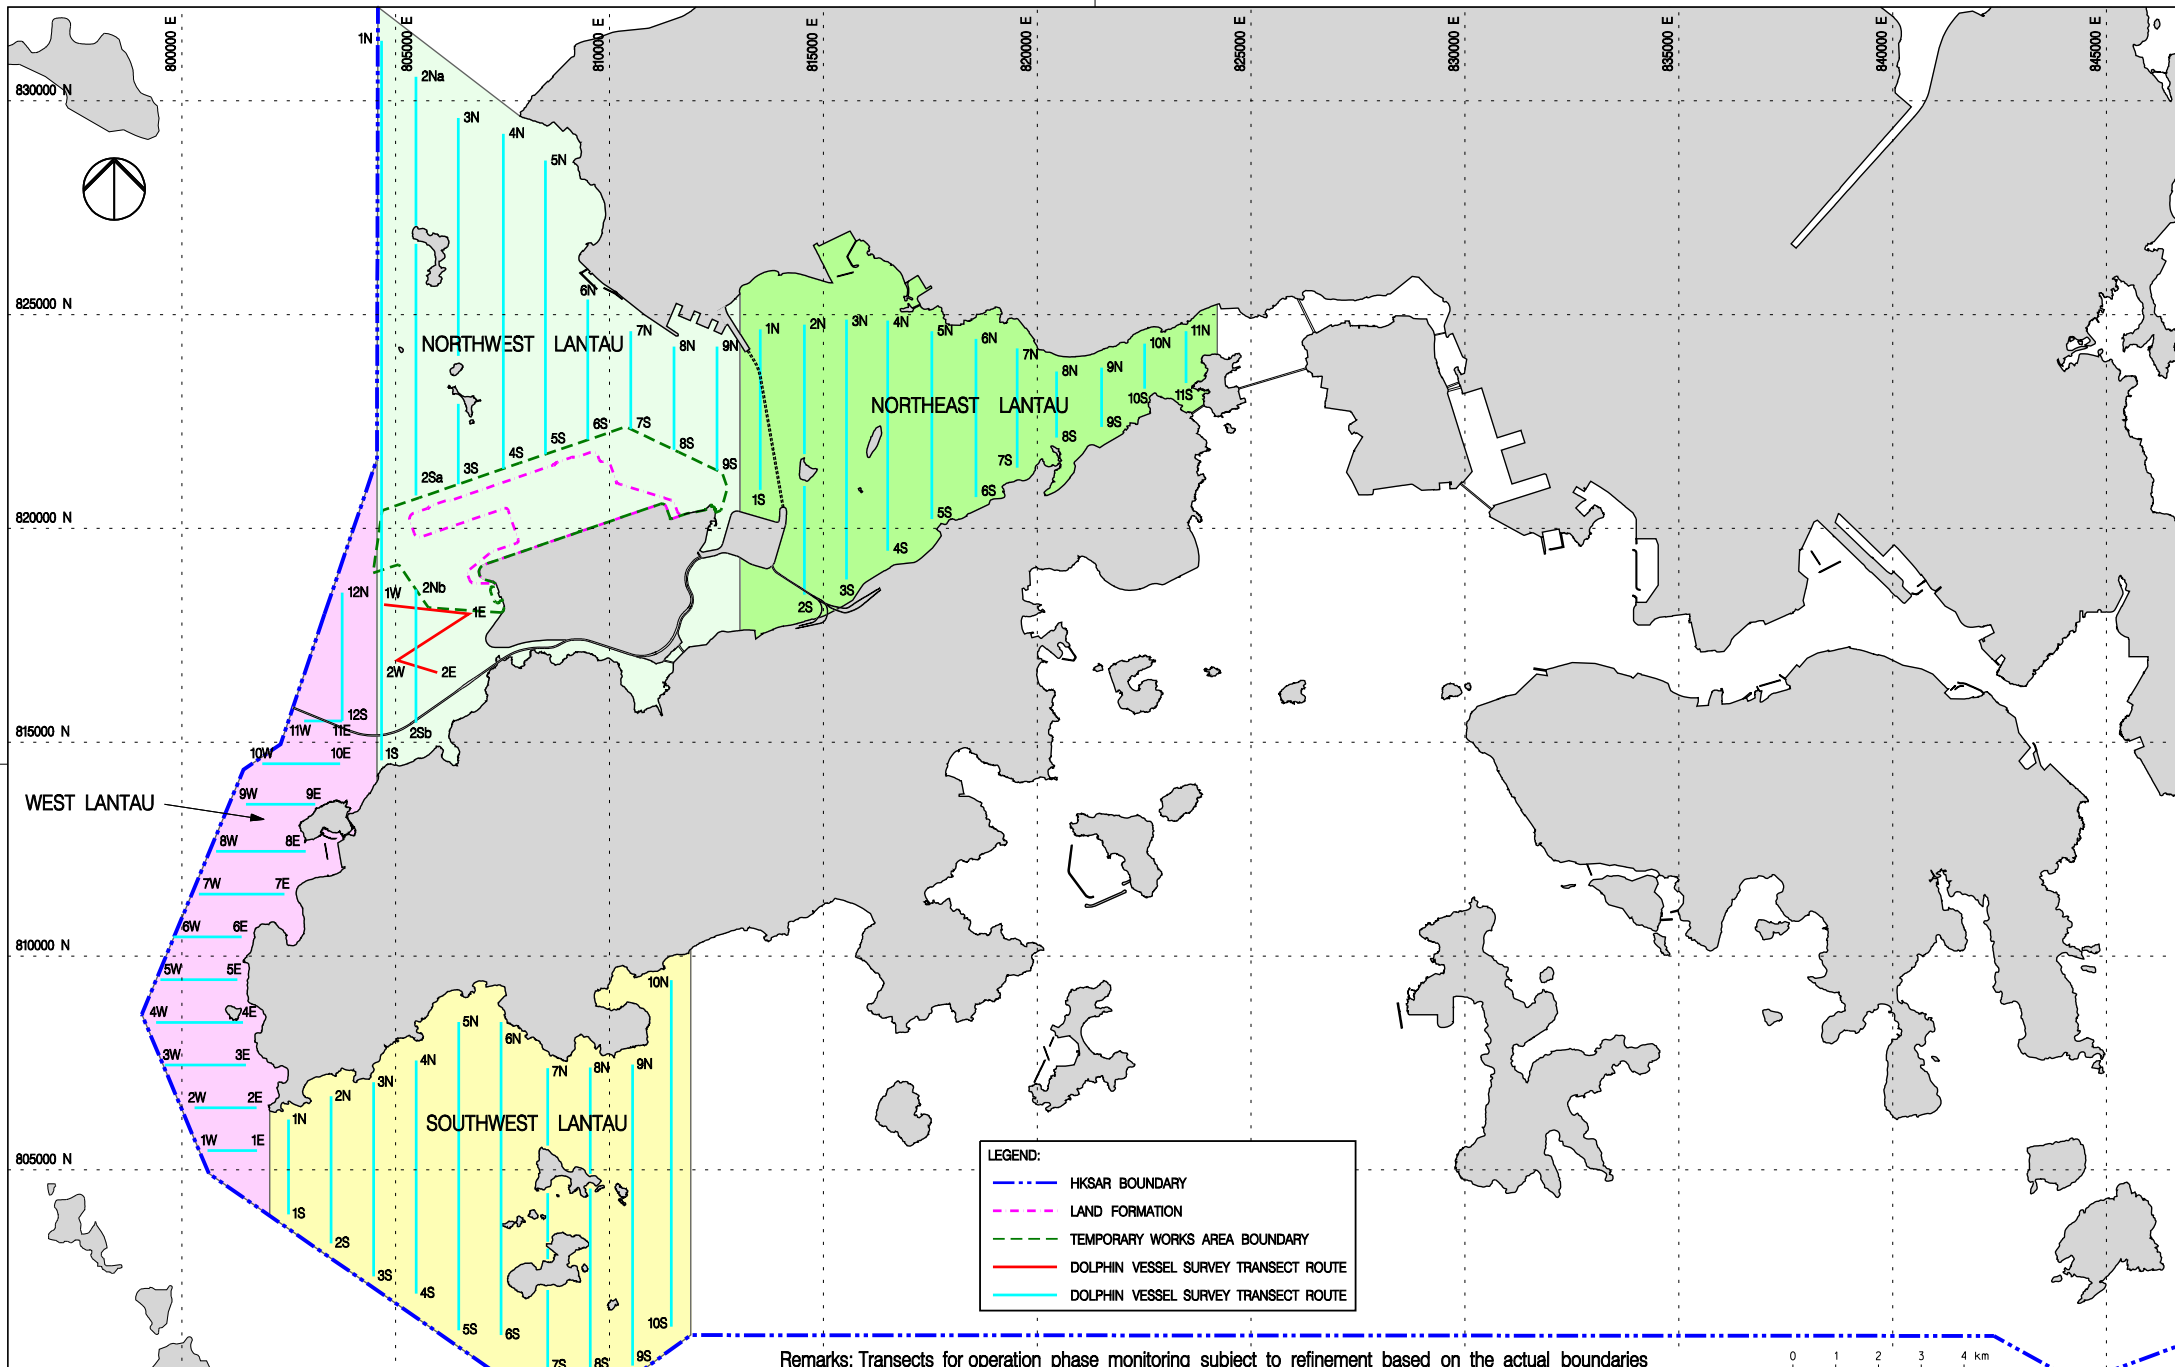 800000 E
805000 E
810000 E
815000 E
820000 E
825000 E
830000 E
835000 E
840000 E
845000 E
830000 N
825000 N
820000 N
815000 N
810000 N
805000 N
1N
2Na
3N
4N
5N
6N
7N
8N
9N
NORTHWEST LANTAU
2Sa
3S
4S
5S
6S
7S
8S
9S
1W
2Nb
1E
2W
2E
2Sb
1S
1N
2N
3N
4N
5N
6N
7N
8N
9N
10N
11N
NORTHEAST LANTAU
1S
2S
3S
4S
5S
6S
7S
8S
9S
10S
11S
12N
12S
11W
11E
10W
10E
WEST LANTAU
9W
9E
8W
8E
7W
7E
6W
6E
5W
5E
4W
4E
3W
3E
2W
2E
1W
1E
1N
2N
3N
4N
5N
6N
7N
8N
9N
10N
SOUTHWEST LANTAU
1S
2S
3S
4S
5S
6S
7S
8S
9S
10S
LEGEND:
HKSAR BOUNDARY
LAND FORMATION
TEMPORARY WORKS AREA BOUNDARY
DOLPHIN VESSEL SURVEY TRANSECT ROUTE
DOLPHIN VESSEL SURVEY TRANSECT ROUTE
Remarks: Transects for operation phase monitoring subject to refinement based on the actual boundaries
0 1 2 3 4 km